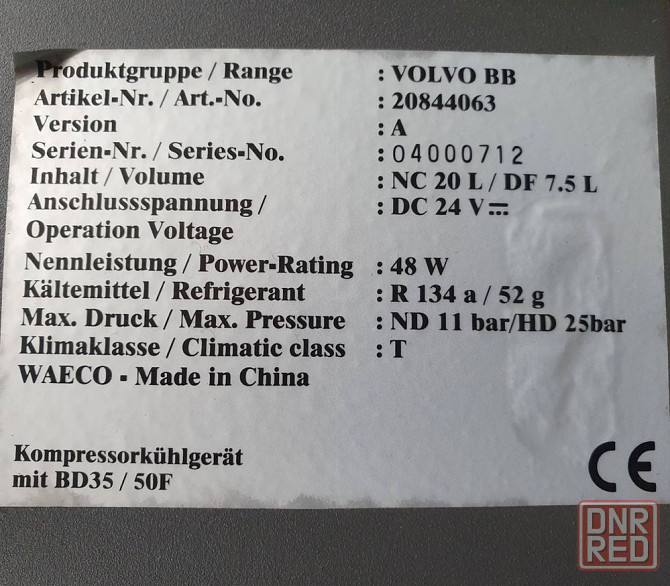 Produktgruppe / Range : VOLVO BB
Artikel-Nr. / Art.-No. : 20844063
Version : A
Serien-Nr. / Series-No. : 04000712
Inhalt / Volume : NC 20 L / DF 7.5 L
Anschlussspannung / : DC 24 V⎓
Operation Voltage
Nennleistung / Power-Rating : 48 W
Kältemittel / Refrigerant : R 134 a / 52 g
Max. Druck / Max. Pressure : ND 11 bar/HD 25bar
Klimaklasse / Climatic class : T
WAECO - Made in China
Kompressorkühlgerät
mit BD35 / 50F
CE
DNR
RED